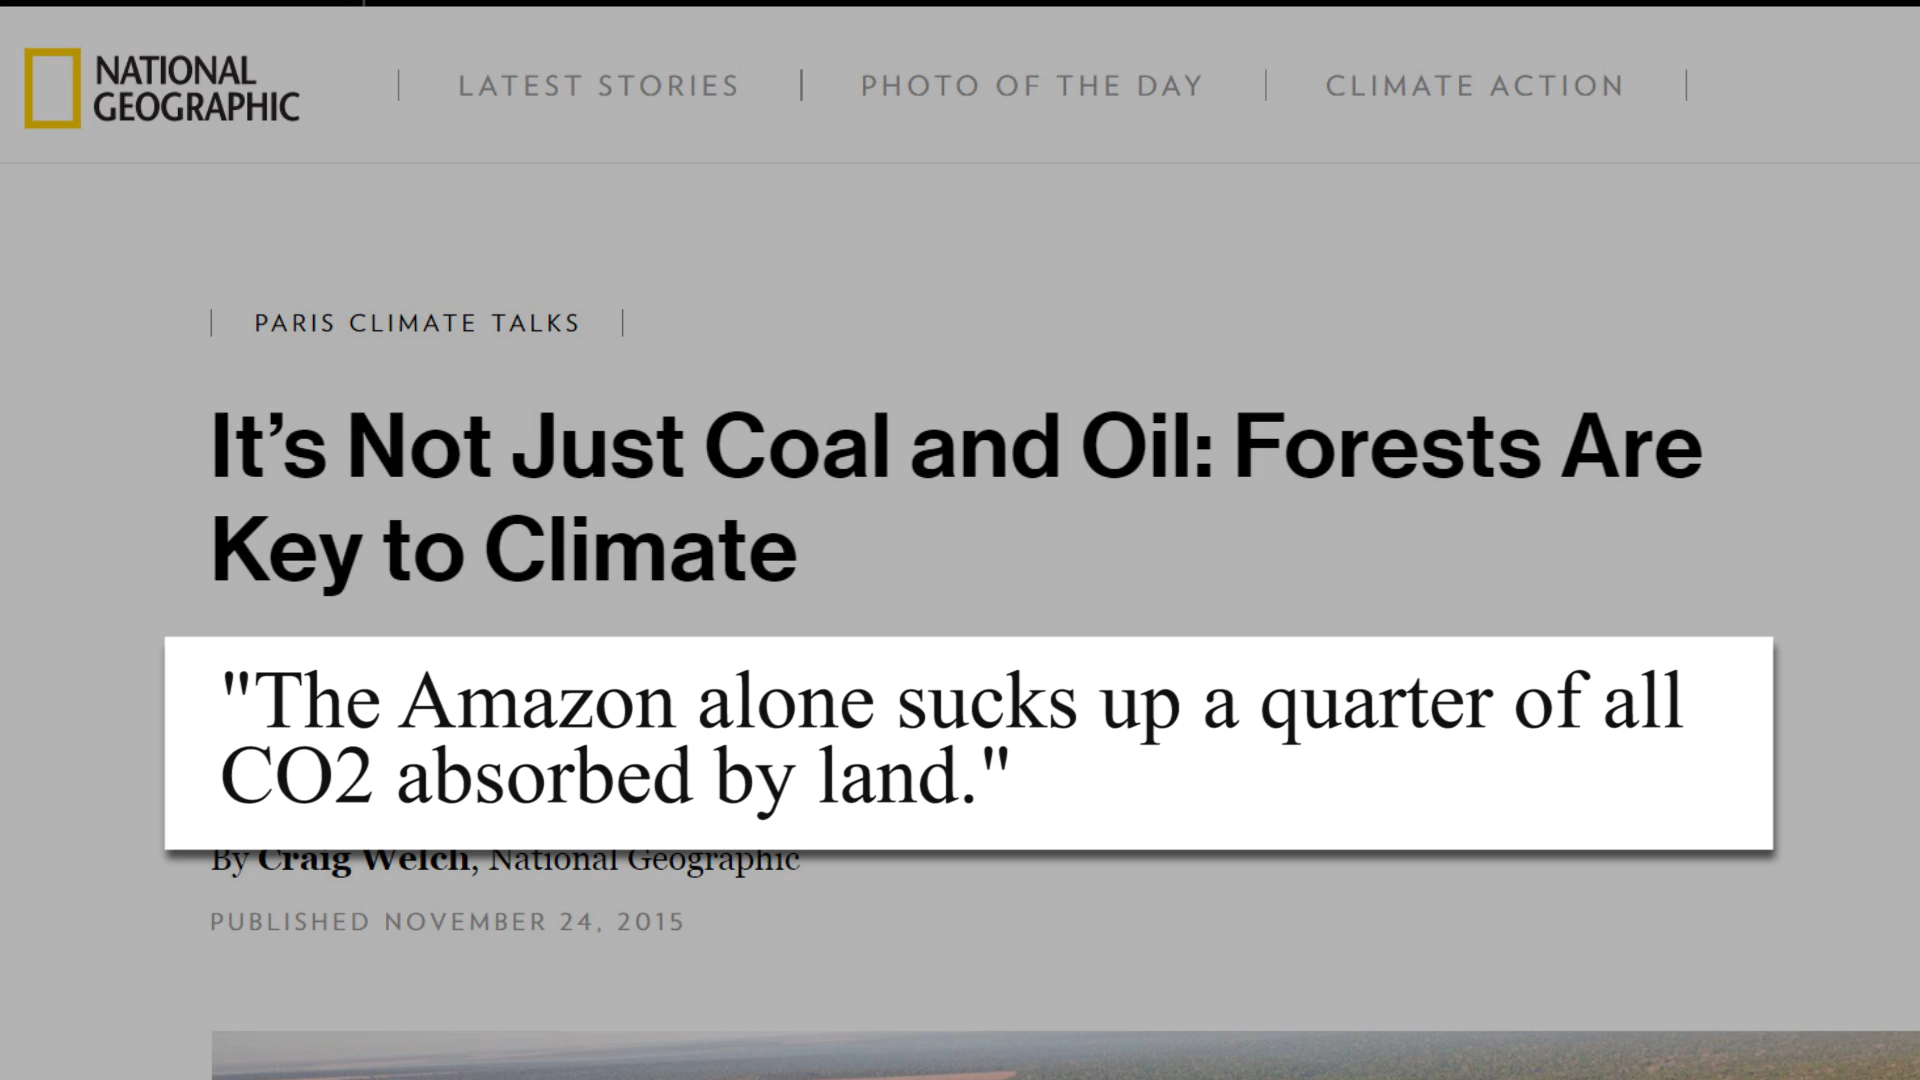 NATIONAL
GEOGRAPHIC
LATEST STORIES
PHOTO OF THE DAY
CLIMATE ACTION
PARIS CLIMATE TALKS
It’s Not Just Coal and Oil: Forests Are
Key to Climate
"The Amazon alone sucks up a quarter of all
CO2 absorbed by land."
By Craig Welch, National Geographic
PUBLISHED NOVEMBER 24, 2015